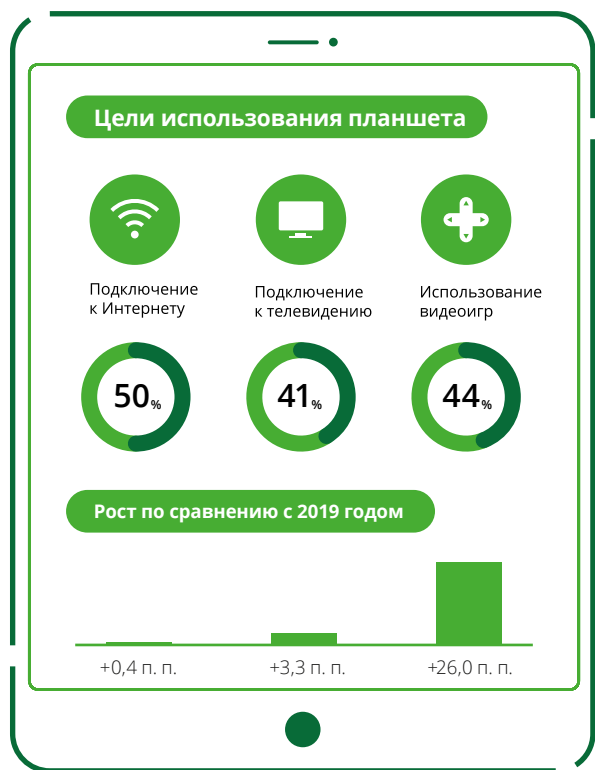 Цели использования планшета
Подключение
к Интернету
Подключение
к телевидению
Использование
видеоигр
50%
41%
44%
Рост по сравнению с 2019 годом
+0,4 п. п.
+3,3 п. п.
+26,0 п. п.